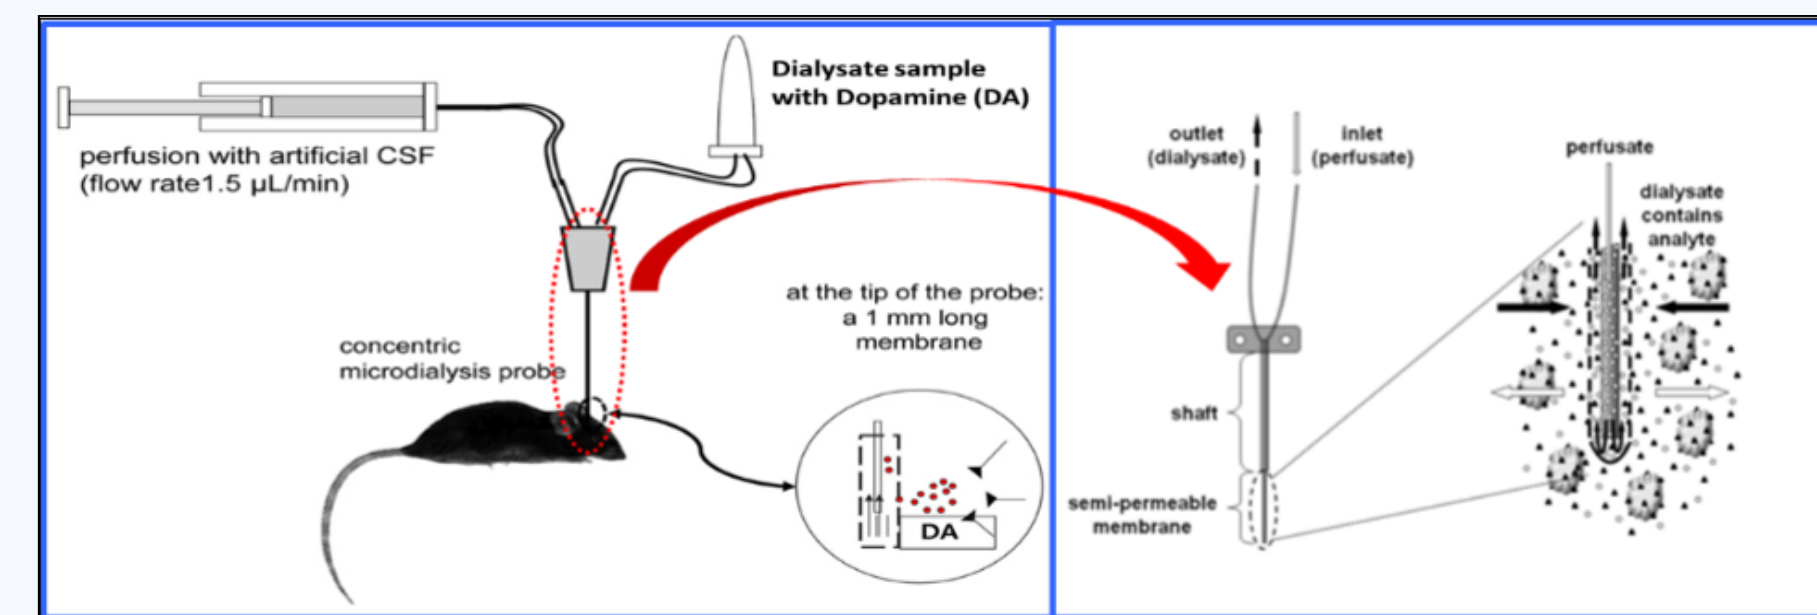 Dialysate sample
with Dopamine (DA)
perfusion with artificial CSF
(flow rate1.5 µL/min)
at the tip of the probe:
a 1 mm long
membrane
concentric
microdialysis probe
DA
outlet
(dialysate)
inlet
(perfusate)
perfusate
dialysate
contains
analyte
shaft
semi-permeable
membrane